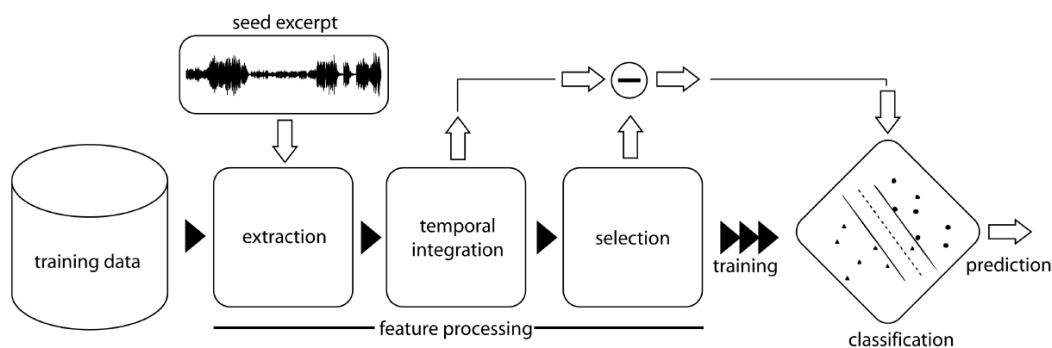 seed excerpt
training data
extraction
temporal
integration
selection
training
prediction
feature processing
classification